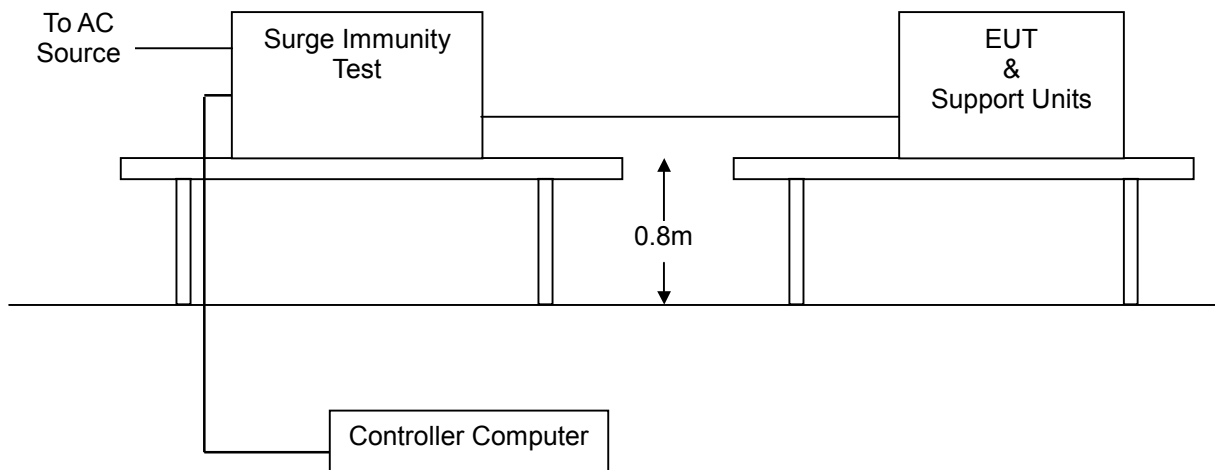 To AC
Source
Surge Immunity
Test
EUT
&
Support Units
0.8m
Controller Computer